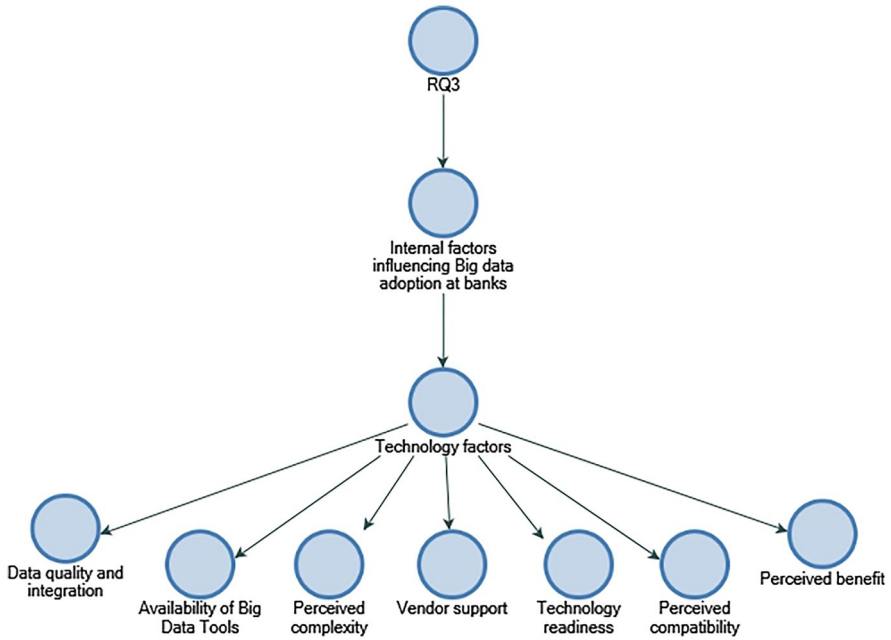 RQ3
Internal factors
influencing Big data
adoption at banks
Technology factors
Data quality and
integration
Availability of Big
Data Tools
Perceived
complexity
Vendor support
Technology
readiness
Perceived
compatibility
Perceived benefit